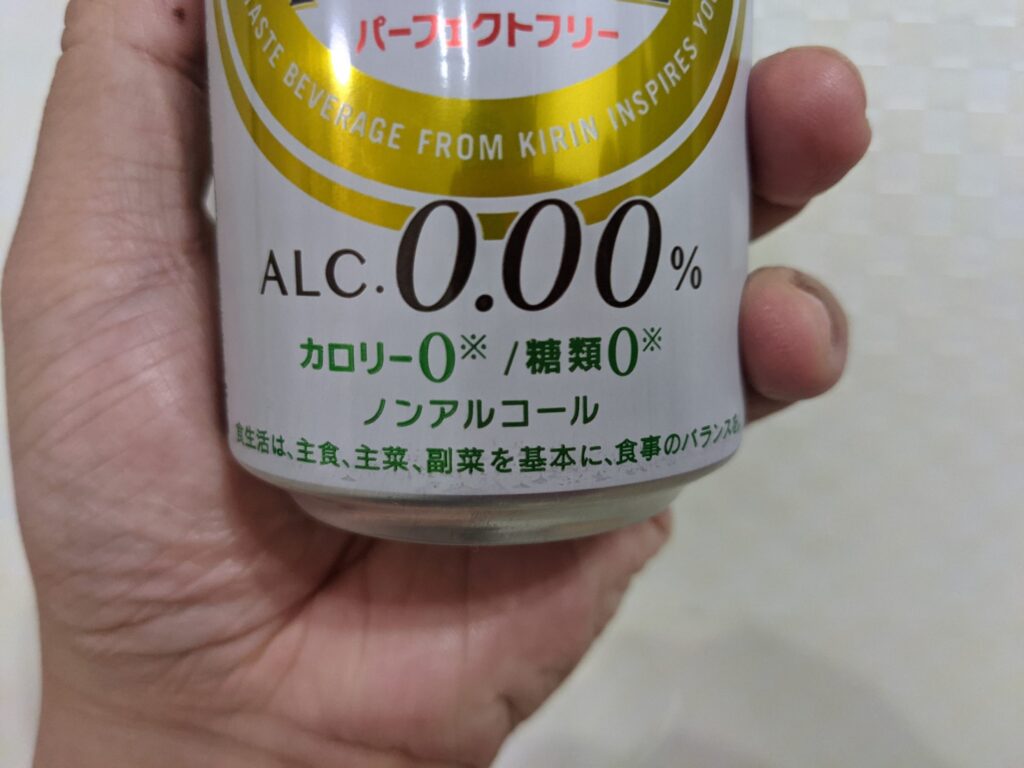 パーフェクトフリー
TASTE BEVERAGE FROM KIRIN INSPIRES YOU
ALC. 0.00%
カロリー0※ / 糖類0※
ノンアルコール
食生活は、主食、主菜、副菜を基本に、食事のバランスを